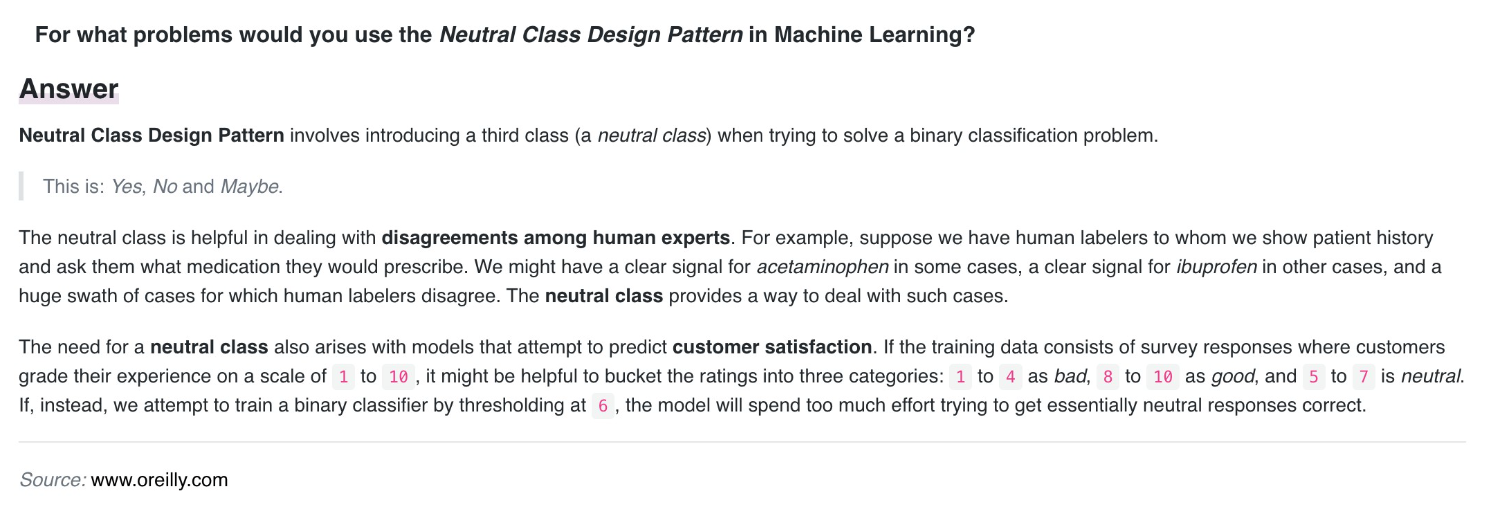 For what problems would you use the Neutral Class Design Pattern in Machine Learning?
Answer
Neutral Class Design Pattern involves introducing a third class (a neutral class) when trying to solve a binary classification problem.
This is: Yes, No and Maybe.
The neutral class is helpful in dealing with disagreements among human experts. For example, suppose we have human labelers to whom we show patient history
and ask them what medication they would prescribe. We might have a clear signal for acetaminophen in some cases, a clear signal for ibuprofen in other cases, and a
huge swath of cases for which human labelers disagree. The neutral class provides a way to deal with such cases.
The need for a neutral class also arises with models that attempt to predict customer satisfaction. If the training data consists of survey responses where customers
grade their experience on a scale of 1 to 10, it might be helpful to bucket the ratings into three categories: 1 to 4 as bad, 8 to 10 as good, and 5 to 7 is neutral.
If, instead, we attempt to train a binary classifier by thresholding at 6, the model will spend too much effort trying to get essentially neutral responses correct.
Source: www.oreilly.com